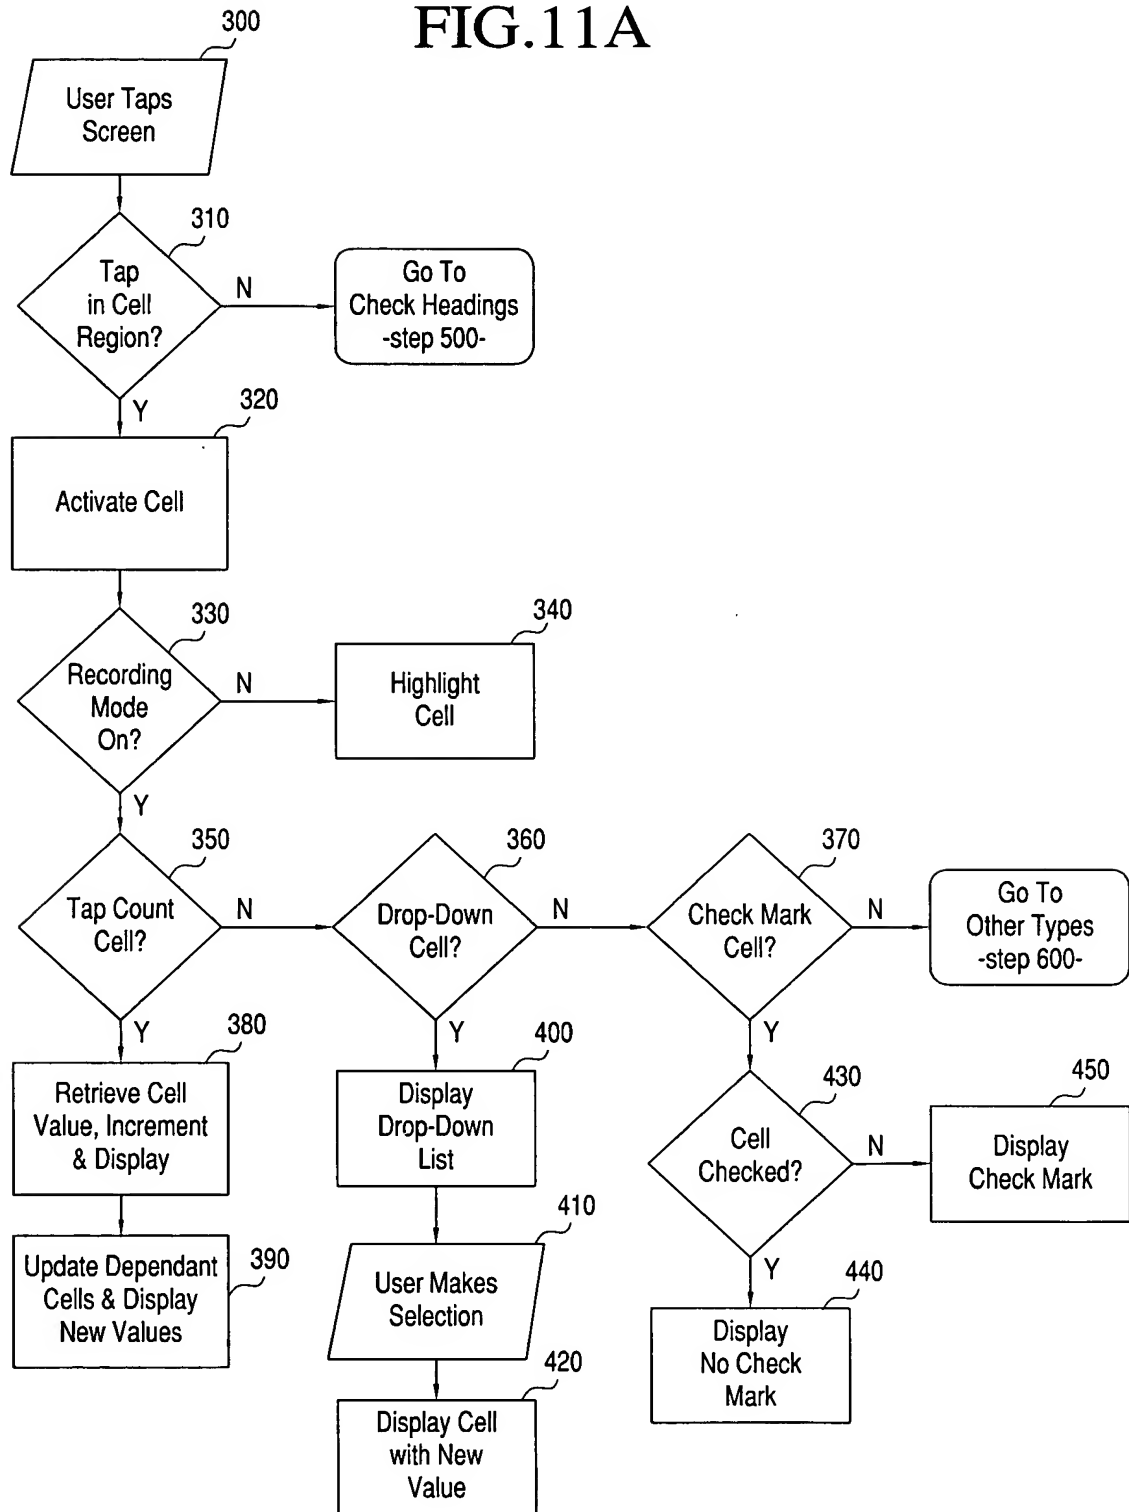 FIG.11A
300
User Taps
Screen
310
Tap
in Cell
Region?
N
Go To
Check Headings
-step 500-
Y
320
Activate Cell
330
Recording
Mode
On?
N
340
Highlight
Cell
Y
350
Tap Count
Cell?
N
360
Drop-Down
Cell?
N
370
Check Mark
Cell?
N
Go To
Other Types
-step 600-
Y
380
Retrieve Cell
Value, Increment
& Display
390
Update Dependant
Cells & Display
New Values
Y
400
Display
Drop-Down
List
410
User Makes
Selection
420
Display Cell
with New
Value
Y
430
Cell
Checked?
N
450
Display
Check Mark
Y
440
Display
No Check
Mark